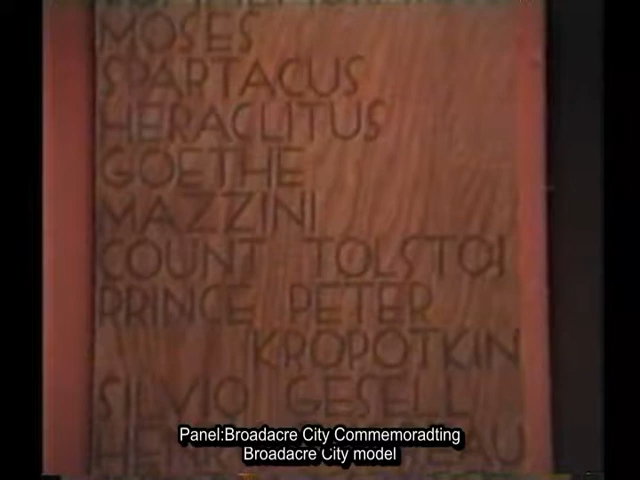 MOSES
SPARTACUS
HERACLITUS
GOETHE
MAZZINI
COUNT TOLSTOI
PRINCE PETER
KROPOTKIN
SILVIO GESELL
Panel:Broadacre City Commemoradting
Broadacre City model